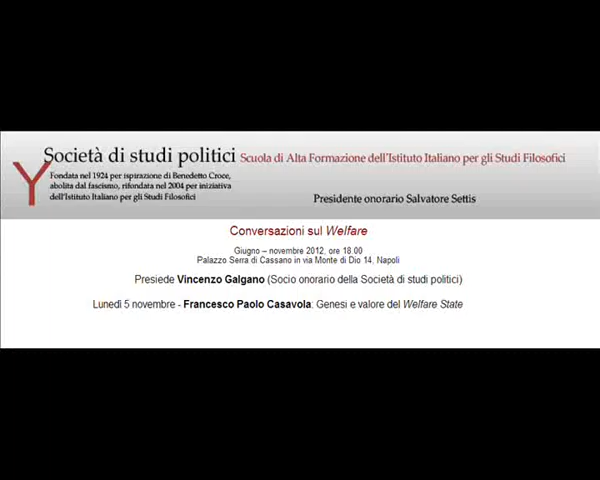 Società di studi politici Scuola di Alta Formazione dell'Istituto Italiano per gli Studi Filosofici
Fondata nel 1924 per ispirazione di Benedetto Croce,
abolita dal fascismo, rifondata nel 2004 per iniziativa
dell'Istituto Italiano per gli Studi Filosofici
Presidente onorario Salvatore Settis
Conversazioni sul Welfare
Giugno – novembre 2012, ore 18.00
Palazzo Serra di Cassano in via Monte di Dio 14, Napoli
Presiede Vincenzo Galgano (Socio onorario della Società di studi politici)
Lunedì 5 novembre - Francesco Paolo Casavola: Genesi e valore del Welfare State